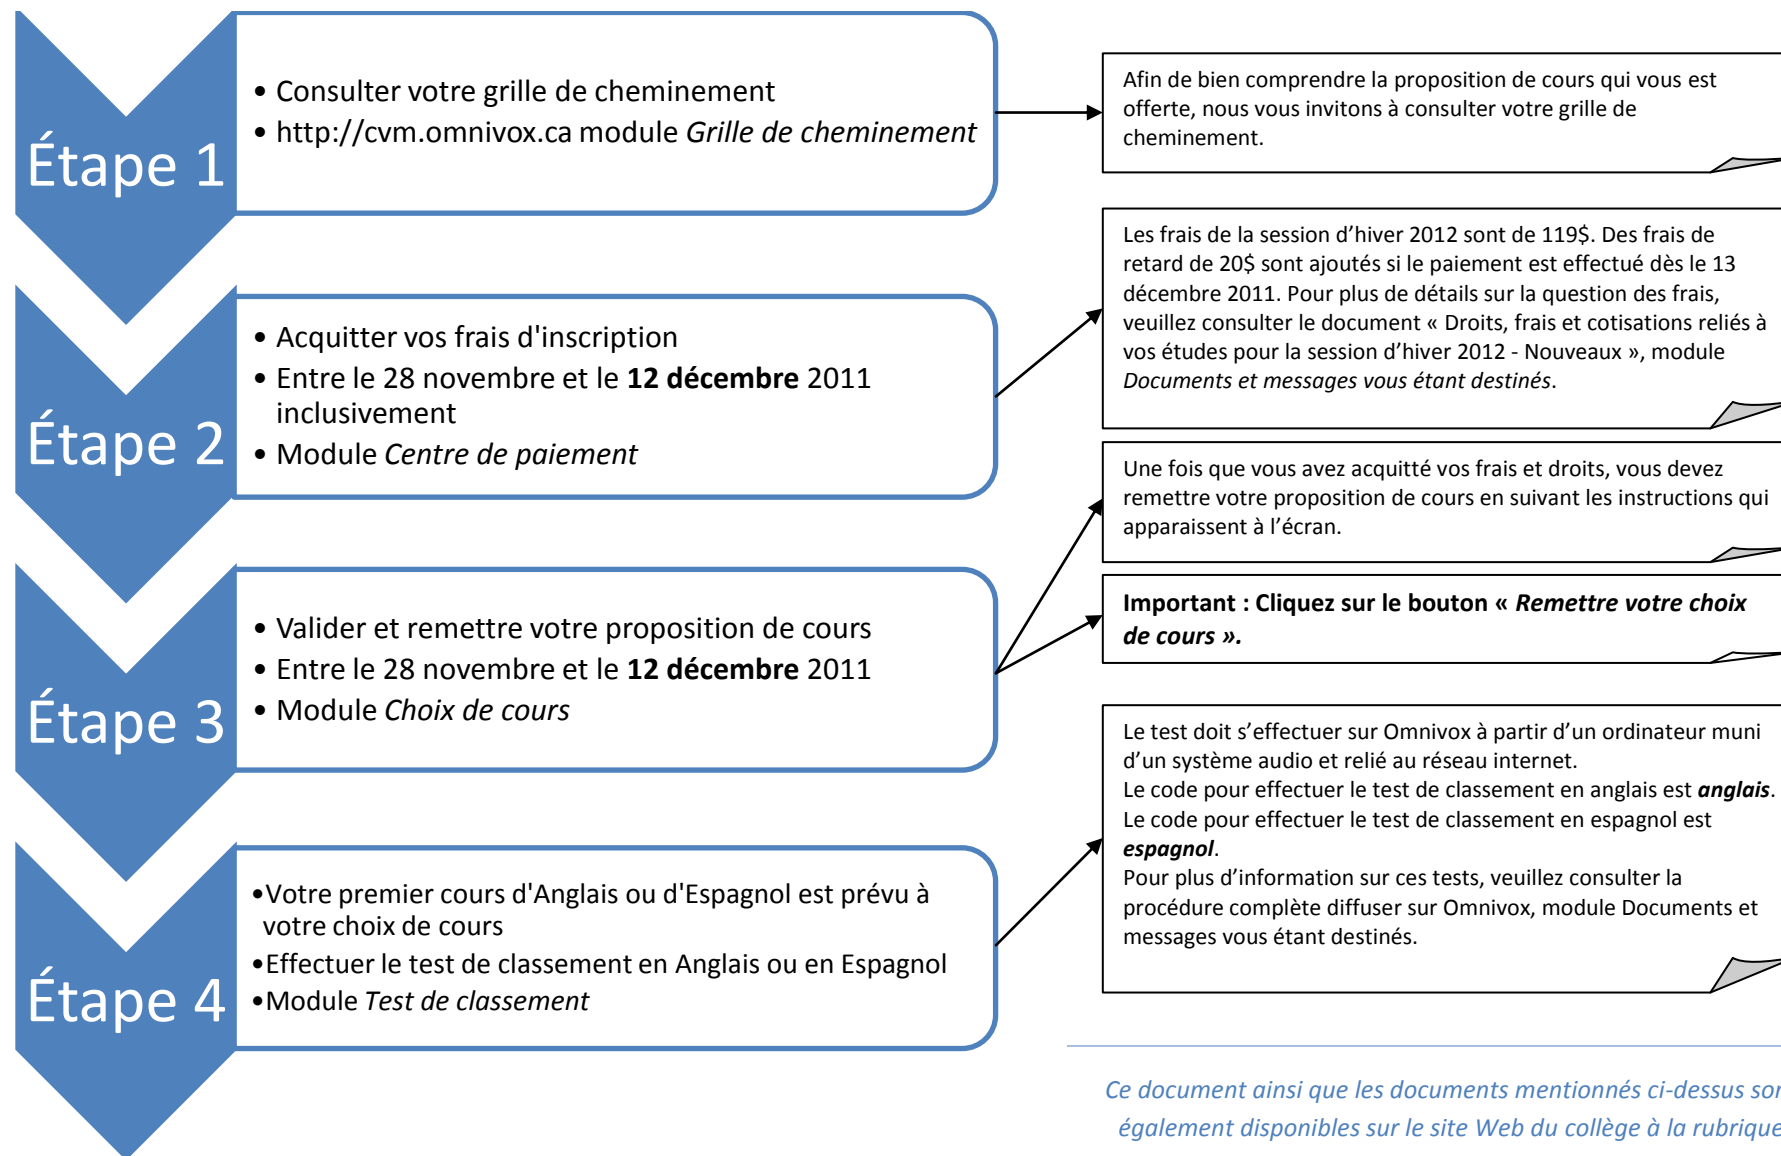 Étape 1
• Consulter votre grille de cheminement
• http://cvm.omnivox.ca module Grille de cheminement
Afin de bien comprendre la proposition de cours qui vous est
offerte, nous vous invitons à consulter votre grille de
cheminement.
Étape 2
• Acquitter vos frais d'inscription
• Entre le 28 novembre et le 12 décembre 2011
inclusivement
• Module Centre de paiement
Les frais de la session d’hiver 2012 sont de 119$. Des frais de
retard de 20$ sont ajoutés si le paiement est effectué dès le 13
décembre 2011. Pour plus de détails sur la question des frais,
veuillez consulter le document « Droits, frais et cotisations reliés à
vos études pour la session d’hiver 2012 - Nouveaux », module
Documents et messages vous étant destinés.
Étape 3
• Valider et remettre votre proposition de cours
• Entre le 28 novembre et le 12 décembre 2011
• Module Choix de cours
Une fois que vous avez acquitté vos frais et droits, vous devez
remettre votre proposition de cours en suivant les instructions qui
apparaissent à l’écran.
Important : Cliquez sur le bouton « Remettre votre choix
de cours ».
Étape 4
•Votre premier cours d'Anglais ou d'Espagnol est prévu à
votre choix de cours
•Effectuer le test de classement en Anglais ou en Espagnol
•Module Test de classement
Le test doit s’effectuer sur Omnivox à partir d’un ordinateur muni
d’un système audio et relié au réseau internet.
Le code pour effectuer le test de classement en anglais est anglais.
Le code pour effectuer le test de classement en espagnol est
espagnol.
Pour plus d’information sur ces tests, veuillez consulter la
procédure complète diffuser sur Omnivox, module Documents et
messages vous étant destinés.
Ce document ainsi que les documents mentionnés ci-dessus
également disponibles sur le site Web du collège à la rubrique